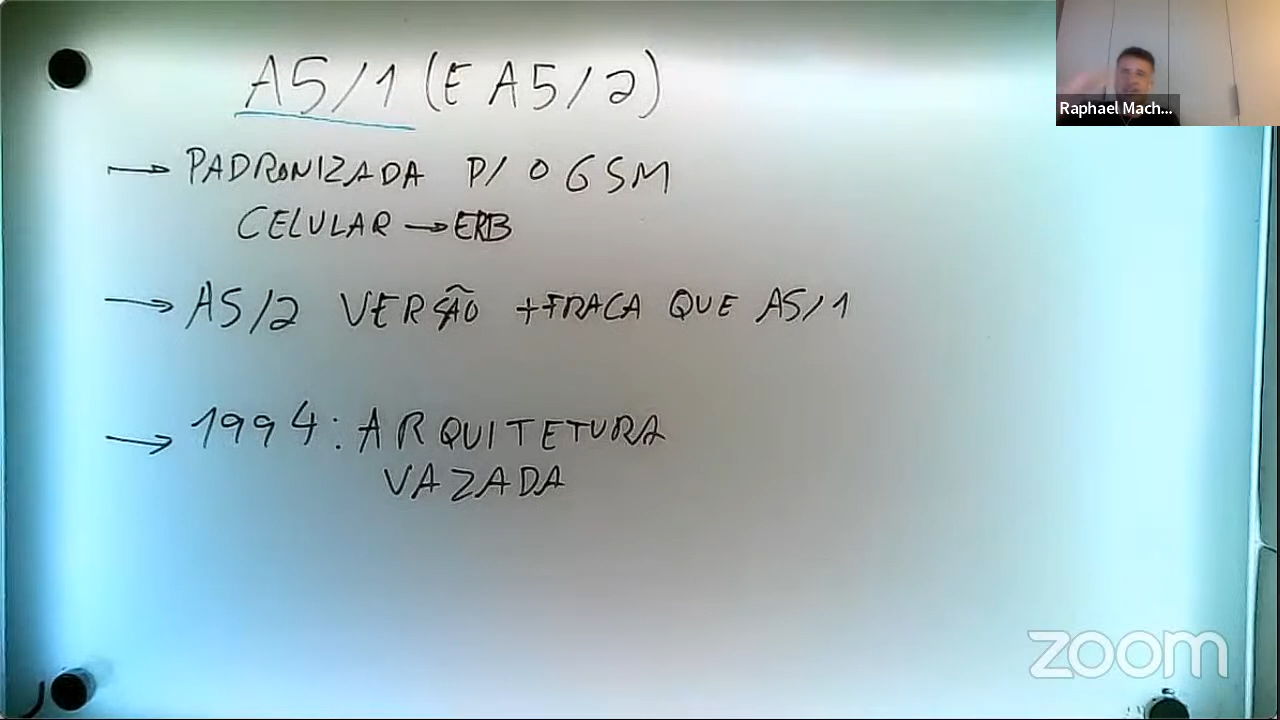 A5/1 (E A5/2)
Raphael Mach...
→ PADRONIZADA P/ O GSM
CELULAR → ERB
→ A5/2 VERSÃO + FRACA QUE A5/1
→ 1994: ARQUITETURA
VAZADA
zoom